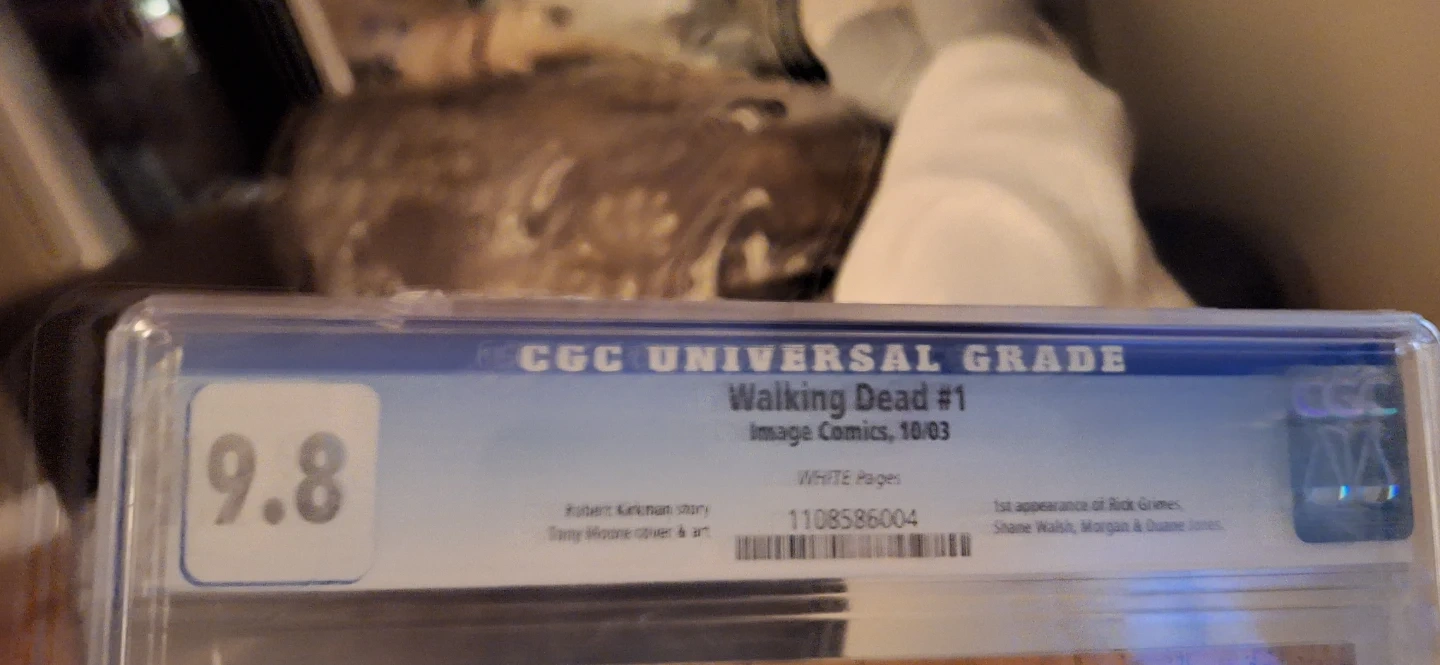 CGC UNIVERSAL GRADE
CGC
9.8
Walking Dead #1
Image Comics, 10/03
WHITE Pages
Robert Kirkman story
Tony Moore cover & art
1108586004
1st appearance of Rick Grimes,
Shane Walsh, Morgan & Duane Jones.